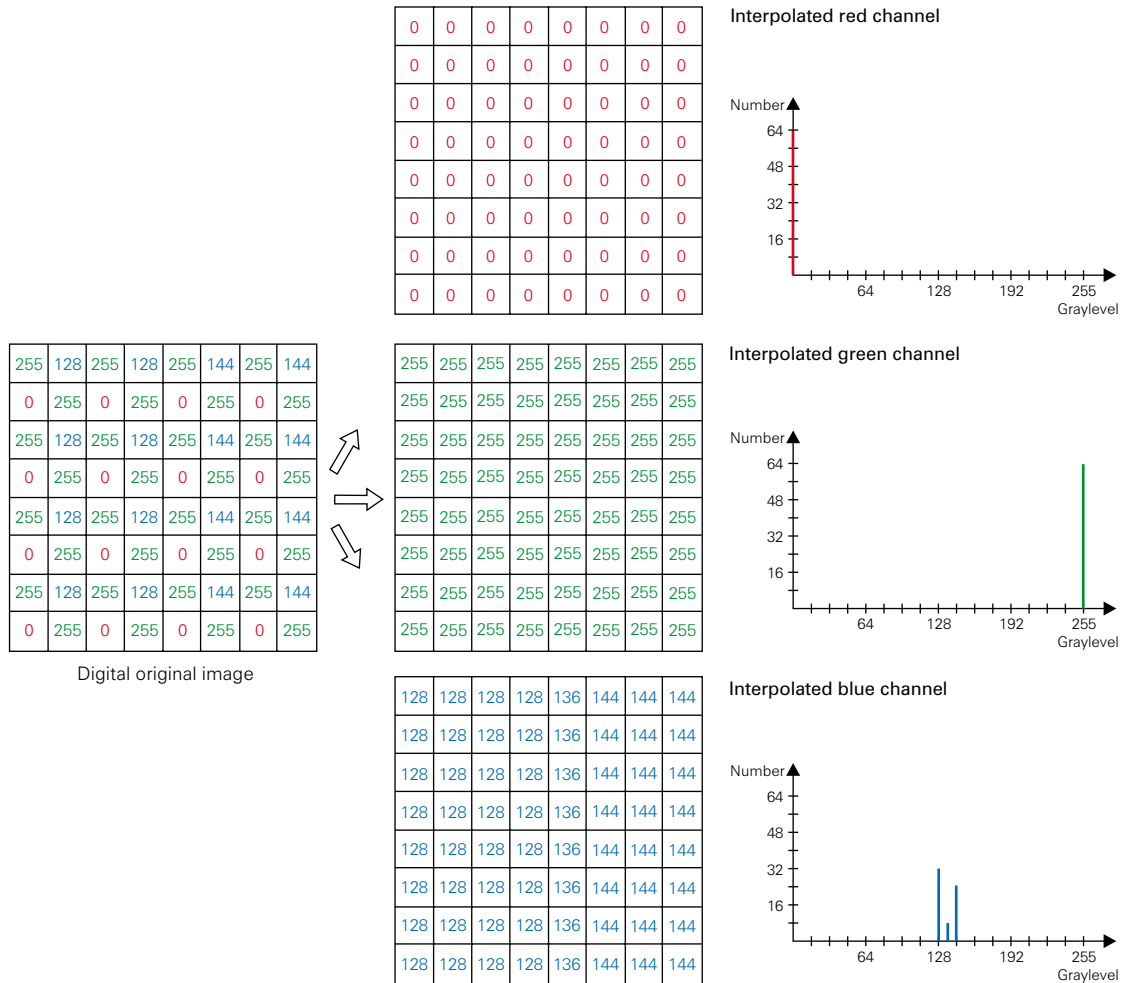 Interpolated red channel
0 0 0 0 0 0 0 0
0 0 0 0 0 0 0 0
0 0 0 0 0 0 0 0
0 0 0 0 0 0 0 0
0 0 0 0 0 0 0 0
0 0 0 0 0 0 0 0
0 0 0 0 0 0 0 0
0 0 0 0 0 0 0 0
Number
64
48
32
16
64 128 192 255
Graylevel
255 128 255 128 255 144 255 144
0 255 0 255 0 255 0 255
255 128 255 128 255 144 255 144
0 255 0 255 0 255 0 255
255 128 255 128 255 144 255 144
0 255 0 255 0 255 0 255
255 128 255 128 255 144 255 144
0 255 0 255 0 255 0 255
Digital original image
Interpolated green channel
255 255 255 255 255 255 255 255
255 255 255 255 255 255 255 255
255 255 255 255 255 255 255 255
255 255 255 255 255 255 255 255
255 255 255 255 255 255 255 255
255 255 255 255 255 255 255 255
255 255 255 255 255 255 255 255
255 255 255 255 255 255 255 255
Number
64
48
32
16
64 128 192 255
Graylevel
Interpolated blue channel
128 128 128 128 136 144 144 144
128 128 128 128 136 144 144 144
128 128 128 128 136 144 144 144
128 128 128 128 136 144 144 144
128 128 128 128 136 144 144 144
128 128 128 128 136 144 144 144
128 128 128 128 136 144 144 144
128 128 128 128 136 144 144 144
Number
64
48
32
16
64 128 192 255
Graylevel